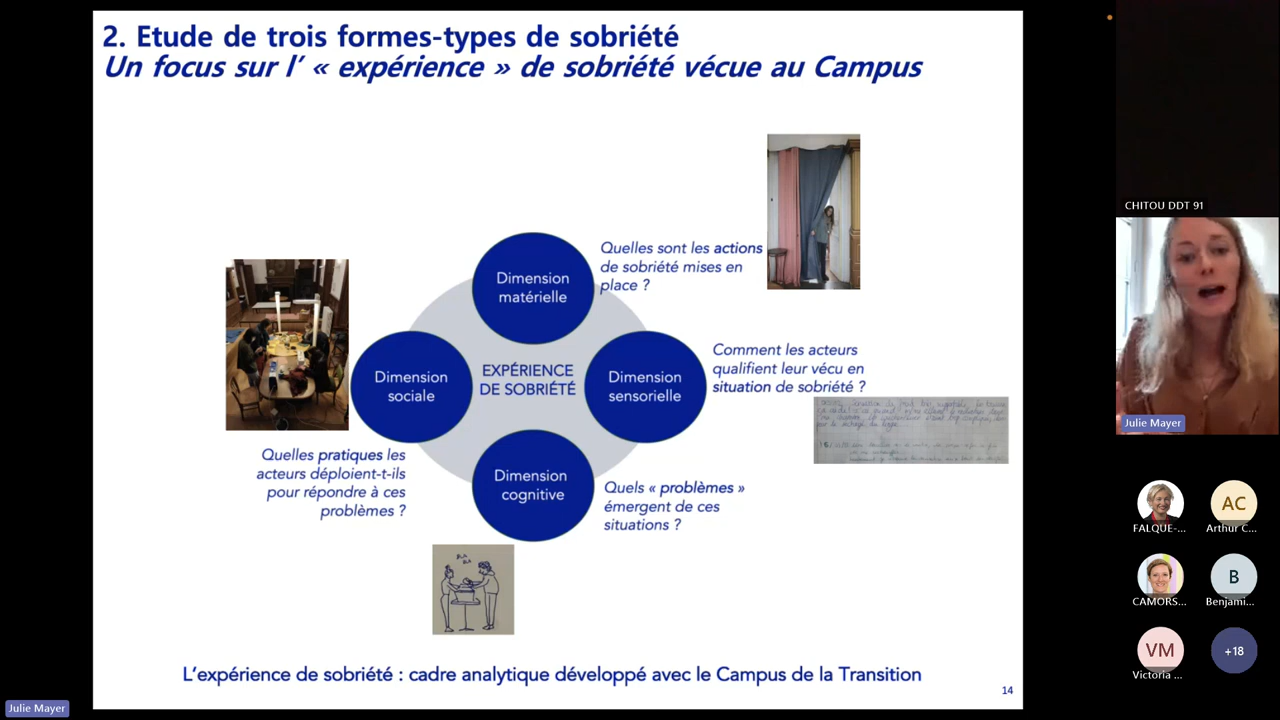 2. Etude de trois formes-types de sobriété
Un focus sur l' « expérience » de sobriété vécue au Campus
Dimension
matérielle
Quelles sont les actions
de sobriété mises en
place ?
Dimension
sociale
EXPÉRIENCE
DE SOBRIÉTÉ
Dimension
sensorielle
Comment les acteurs
qualifient leur vécu en
situation de sobriété ?
Quelles pratiques les
acteurs déploient-t-ils
pour répondre à ces
problèmes ?
Dimension
cognitive
Quels « problèmes »
émergent de ces
situations ?
L'expérience de sobriété : cadre analytique développé avec le Campus de la Transition
14
CHITOU DDT 91
Julie Mayer
FALQUE-...
AC
Arthur C...
CAMORS...
B
Benjami...
VM
Victoria ...
+18
Julie Mayer